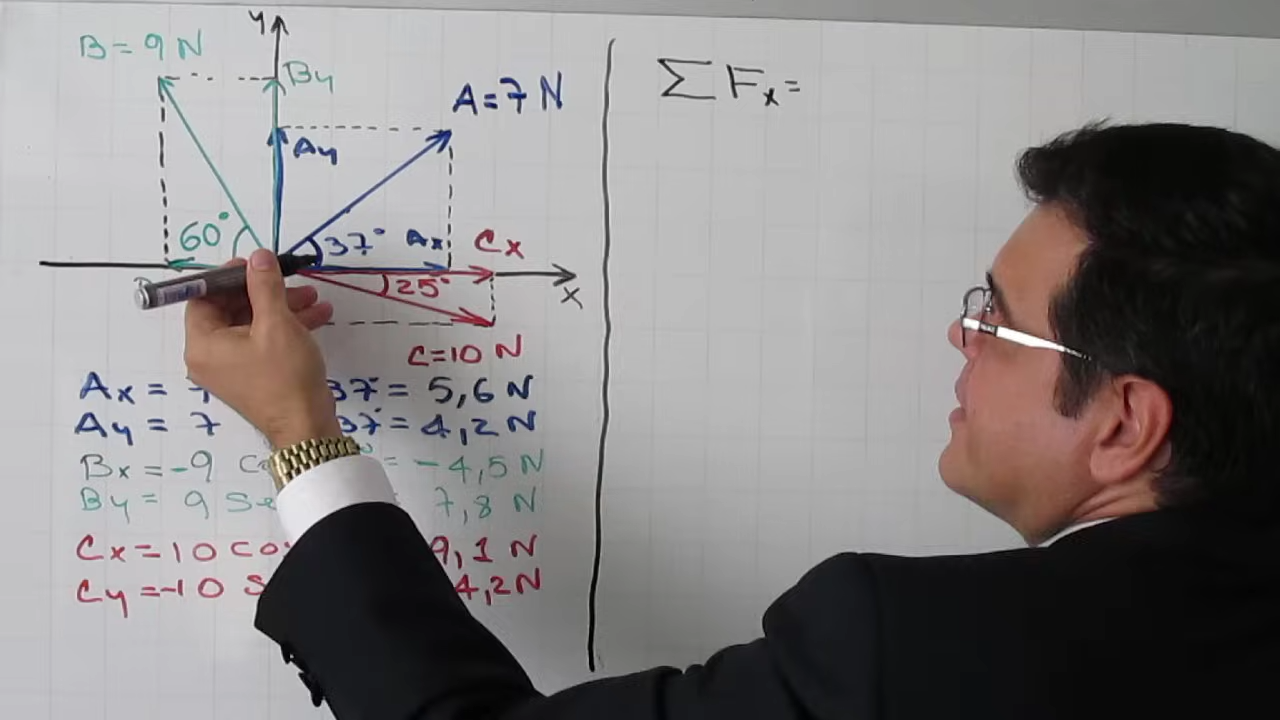 y
B = 9 N
By
A = 7 N
Ay
60°
37°
Ax
Cx
25°
x
C = 10 N
Ax = 7 37° = 5,6 N
Ay = 7 37° = 4,2 N
Bx = -9 = -4,5 N
By = 9 7,8 N
Cx = 10 9,1 N
Cy = -10 4,2 N
ΣFx =